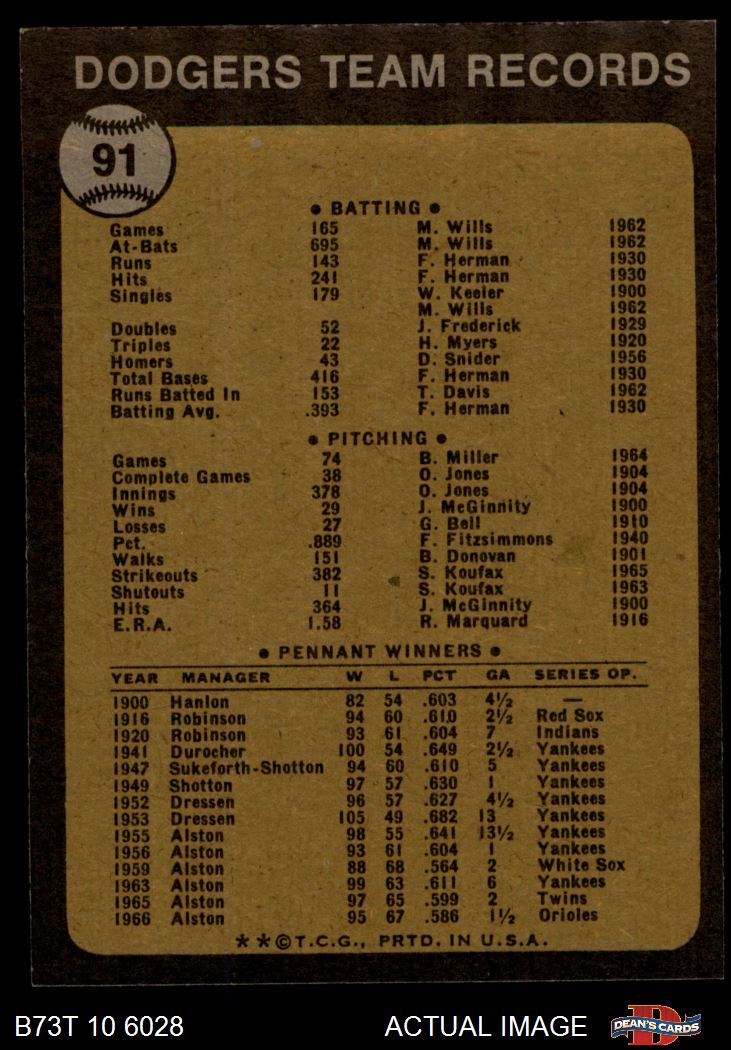 DODGERS TEAM RECORDS
91
● BATTING ●
Games 165 M. Wills 1962
At-Bats 695 M. Wills 1962
Runs 143 F. Herman 1930
Hits 241 F. Herman 1930
Singles 179 W. Keeler 1900
M. Wills 1962
Doubles 52 J. Frederick 1929
Triples 22 H. Myers 1920
Homers 43 D. Snider 1956
Total Bases 416 F. Herman 1930
Runs Batted In 153 T. Davis 1962
Batting Avg. .393 F. Herman 1930
● PITCHING ●
Games 74 B. Miller 1964
Complete Games 38 O. Jones 1904
Innings 378 O. Jones 1904
Wins 29 J. McGinnity 1900
Losses 27 G. Bell 1910
Pct. .889 F. Fitzsimmons 1940
Walks 151 B. Donovan 1901
Strikeouts 382 S. Koufax 1965
Shutouts 11 S. Koufax 1963
Hits 364 J. McGinnity 1900
E.R.A. 1.58 R. Marquard 1916
● PENNANT WINNERS ●
YEAR MANAGER W L PCT GA SERIES OP.
1900 Hanlon 82 54 .603 4½ —
1916 Robinson 94 60 .610 2½ Red Sox
1920 Robinson 93 61 .604 7 Indians
1941 Durocher 100 54 .649 2½ Yankees
1947 Sukeforth-Shotton 94 60 .610 5 Yankees
1949 Shotton 97 57 .630 1 Yankees
1952 Dressen 96 57 .627 4½ Yankees
1953 Dressen 105 49 .682 13 Yankees
1955 Alston 98 55 .641 13½ Yankees
1956 Alston 93 61 .604 1 Yankees
1959 Alston 88 68 .564 2 White Sox
1963 Alston 99 63 .611 6 Yankees
1965 Alston 97 65 .599 2 Twins
1966 Alston 95 67 .586 1½ Orioles
★ ★ © T.C.G., PRTD. IN U.S.A.
B73T 10 6028 ACTUAL IMAGE D DEAN'S CARDS